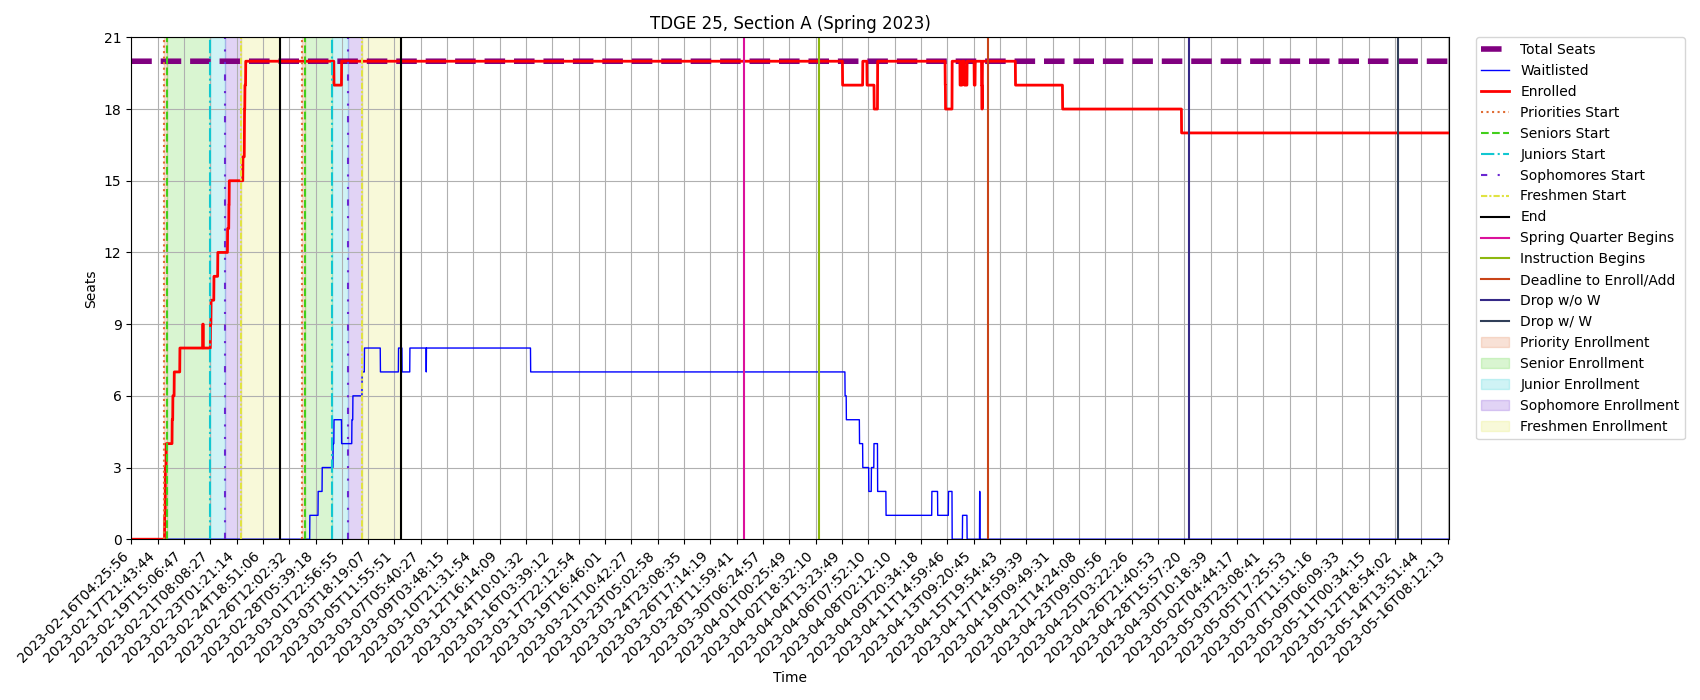 TDGE 25, Section A (Spring 2023)
Seats
21
18
15
12
9
6
3
0
2023-02-16T04:25:56
2023-02-17T21:43:44
2023-02-19T15:06:47
2023-02-21T08:08:27
2023-02-23T01:21:14
2023-02-24T18:51:06
2023-02-26T12:02:32
2023-02-28T05:39:18
2023-03-01T22:56:55
2023-03-03T18:19:07
2023-03-05T11:55:51
2023-03-07T05:40:27
2023-03-09T03:48:15
2023-03-10T21:31:54
2023-03-12T16:14:09
2023-03-14T10:01:32
2023-03-16T03:39:12
2023-03-17T22:12:54
2023-03-19T16:46:01
2023-03-21T10:42:27
2023-03-23T05:02:58
2023-03-24T23:08:35
2023-03-26T17:14:19
2023-03-28T11:59:41
2023-03-30T06:24:57
2023-04-01T00:25:49
2023-04-02T18:32:10
2023-04-04T13:23:49
2023-04-06T07:52:10
2023-04-08T02:12:10
2023-04-09T20:34:18
2023-04-11T14:59:46
2023-04-13T09:20:45
2023-04-15T19:54:43
2023-04-17T14:59:39
2023-04-19T09:49:31
2023-04-21T14:24:08
2023-04-23T09:00:56
2023-04-25T03:22:26
2023-04-26T21:40:53
2023-04-28T15:57:20
2023-04-30T10:18:39
2023-05-02T04:44:17
2023-05-03T23:08:41
2023-05-05T17:25:53
2023-05-07T11:51:16
2023-05-09T06:09:33
2023-05-11T00:34:15
2023-05-12T18:54:02
2023-05-14T13:51:44
2023-05-16T08:12:13
Time
Total Seats
Waitlisted
Enrolled
Priorities Start
Seniors Start
Juniors Start
Sophomores Start
Freshmen Start
End
Spring Quarter Begins
Instruction Begins
Deadline to Enroll/Add
Drop w/o W
Drop w/ W
Priority Enrollment
Senior Enrollment
Junior Enrollment
Sophomore Enrollment
Freshmen Enrollment